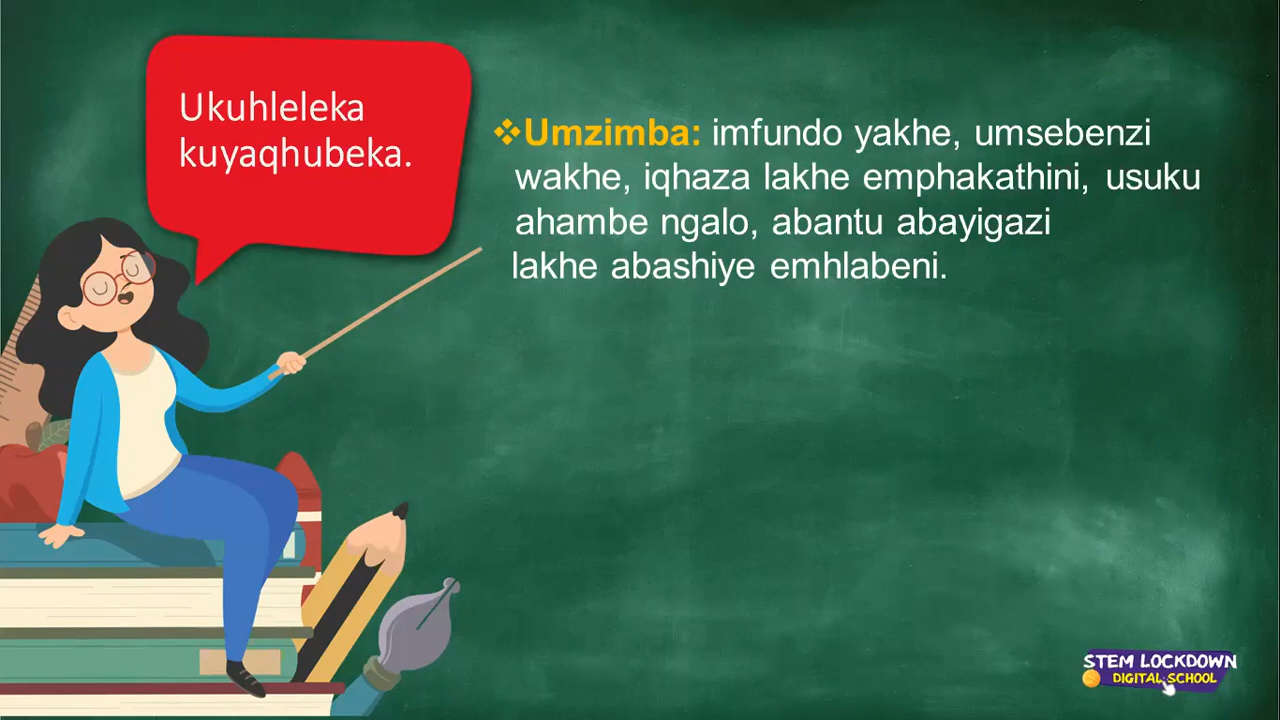 Ukuhleleka
kuyaqhubeka.
❖Umzimba: imfundo yakhe, umsebenzi
wakhe, iqhaza lakhe emphakathini, usuku
ahambe ngalo, abantu abayigazi
lakhe abashiye emhlabeni.
STEM LOCKDOWN
DIGITAL SCHOOL